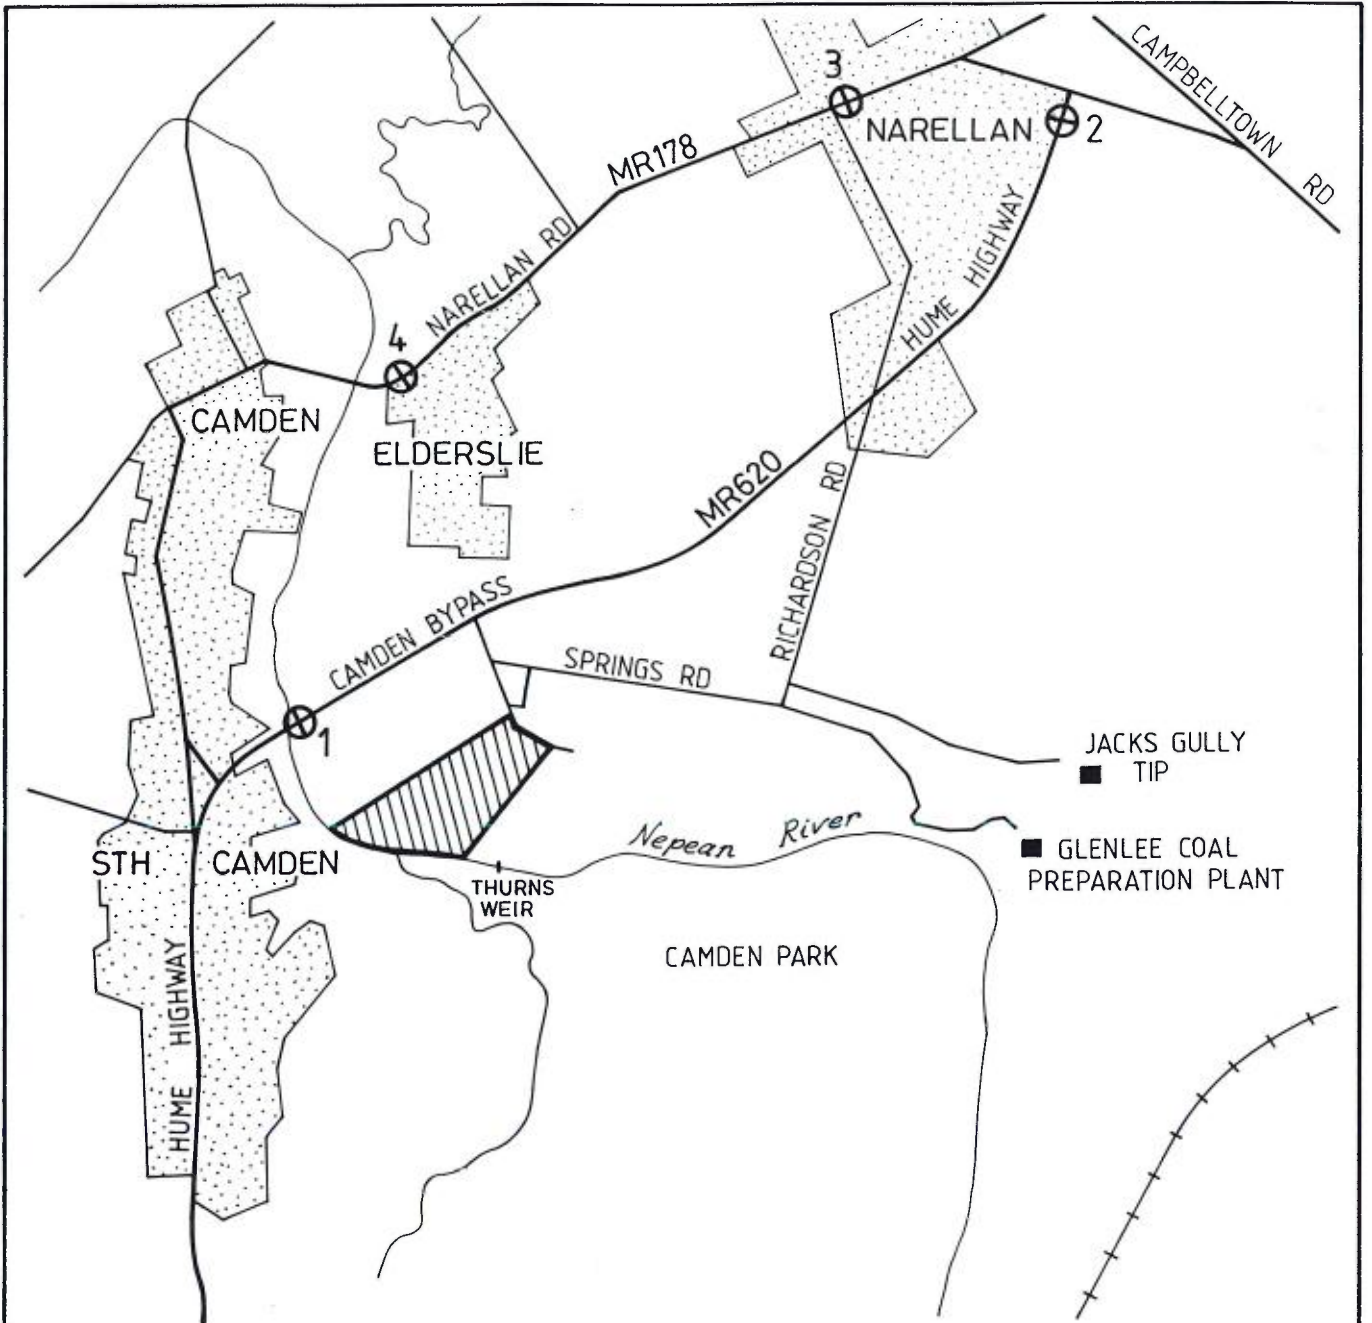 CAMPBELLTOWN RD
3
NARELLAN
2
MR178
NARELLAN RD
HUME HIGHWAY
4
CAMDEN
ELDERSLIE
MR620
RICHARDSON RD
CAMDEN BYPASS
SPRINGS RD
1
JACKS GULLY
TIP
Nepean River
GLENLEE COAL
PREPARATION PLANT
STH CAMDEN
THURNS
WEIR
CAMDEN PARK
HUME HIGHWAY